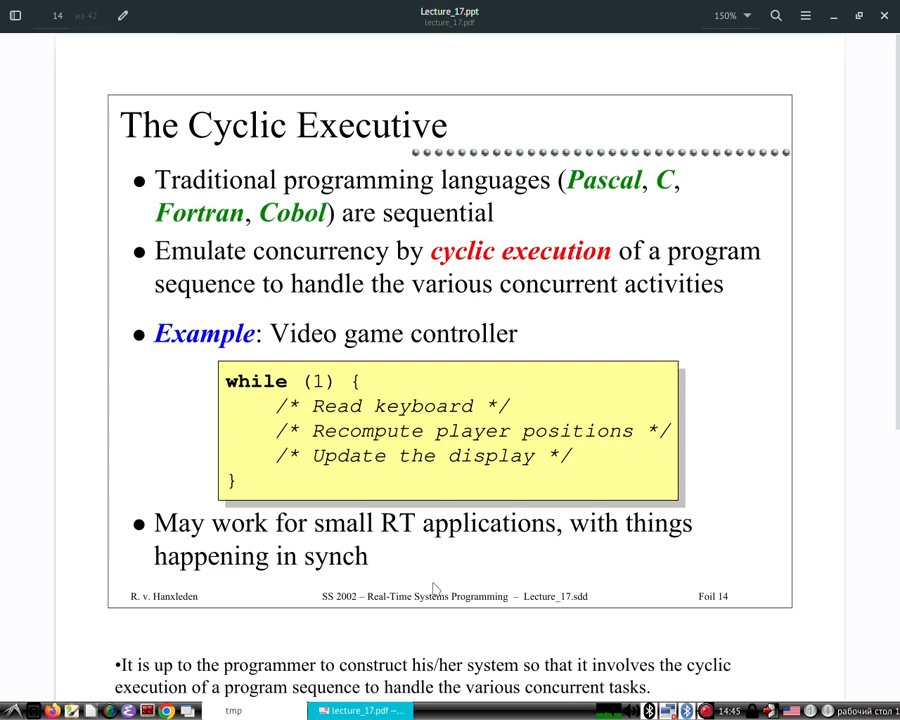 14 из 42
Lecture_17.ppt
lecture_17.pdf
150%
The Cyclic Executive
● Traditional programming languages (Pascal, C,
Fortran, Cobol) are sequential
● Emulate concurrency by cyclic execution of a program
sequence to handle the various concurrent activities
● Example: Video game controller
while (1) {
/* Read keyboard */
/* Recompute player positions */
/* Update the display */
}
● May work for small RT applications, with things
happening in synch
R. v. Hanxleden
SS 2002 – Real-Time Systems Programming – Lecture_17.sdd
Foil 14
•It is up to the programmer to construct his/her system so that it involves the cyclic
execution of a program sequence to handle the various concurrent tasks.
tmp
lecture_17.pdf –...
14:45
рабочий стол 1